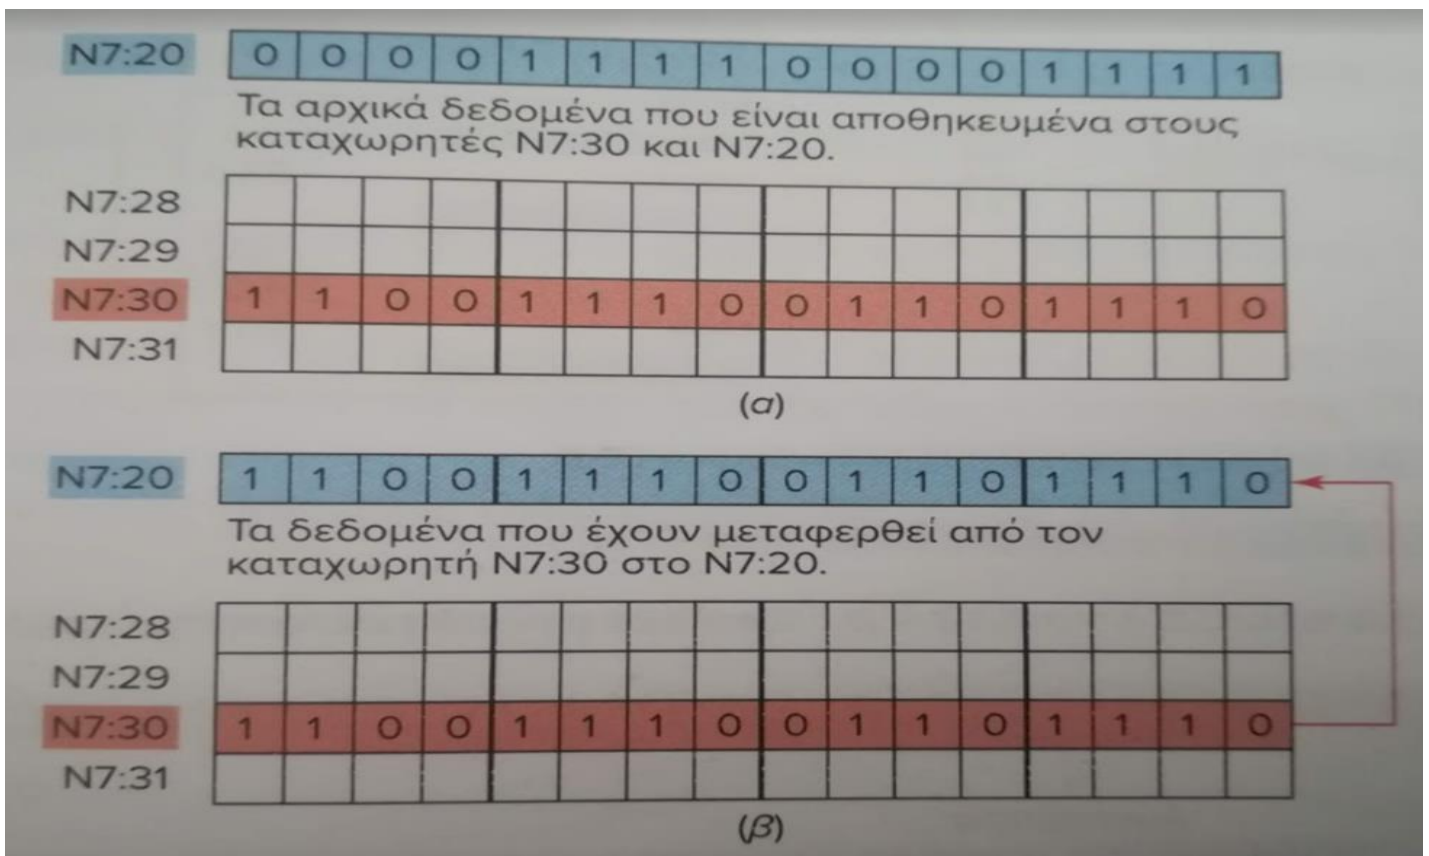 N7:20 0 0 0 0 1 1 1 1 0 0 0 0 1 1 1 1
Τα αρχικά δεδομένα που είναι αποθηκευμένα στους
καταχωρητές N7:30 και N7:20.
N7:28
N7:29
N7:30 1 1 0 0 1 1 1 0 0 1 1 0 1 1 1 0
N7:31
(α)
N7:20 1 1 0 0 1 1 1 0 0 1 1 0 1 1 1 0
Τα δεδομένα που έχουν μεταφερθεί από τον
καταχωρητή N7:30 στο N7:20.
N7:28
N7:29
N7:30 1 1 0 0 1 1 1 0 0 1 1 0 1 1 1 0
N7:31
(β)